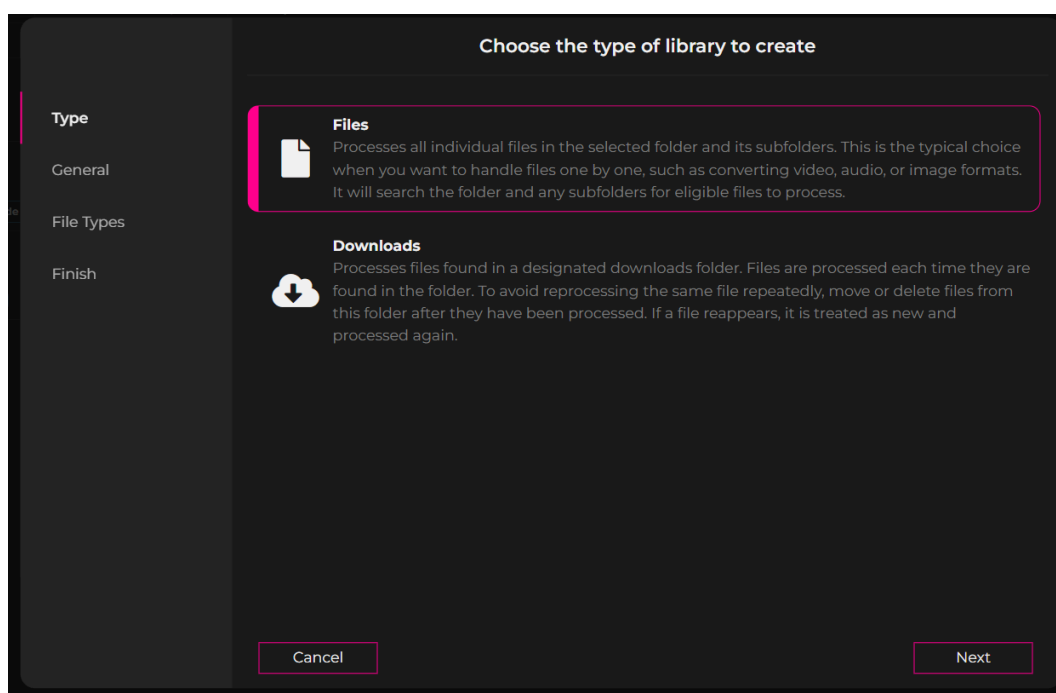 Choose the type of library to create
Type
General
File Types
Finish
Files
Processes all individual files in the selected folder and its subfolders. This is the typical choice
when you want to handle files one by one, such as converting video, audio, or image formats.
It will search the folder and any subfolders for eligible files to process.
Downloads
Processes files found in a designated downloads folder. Files are processed each time they are
found in the folder. To avoid reprocessing the same file repeatedly, move or delete files from
this folder after they have been processed. If a file reappears, it is treated as new and
processed again.
Cancel
Next